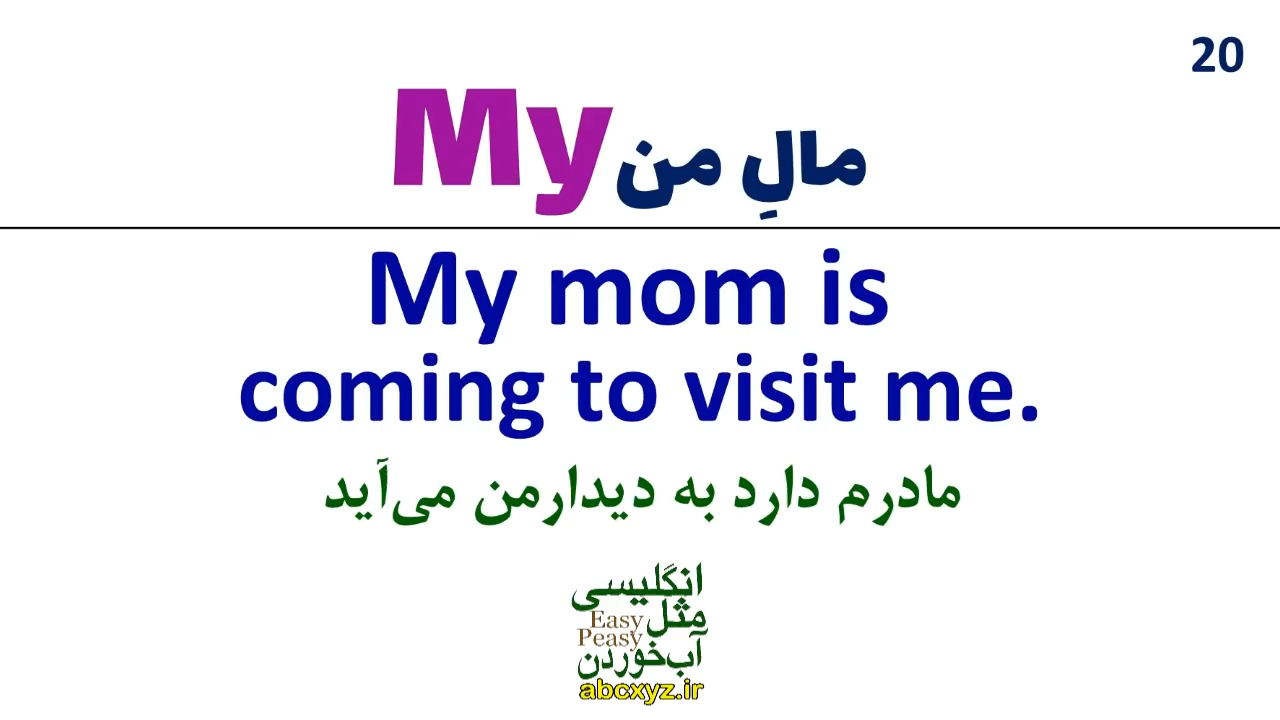 20
My مالِ من
My mom is
coming to visit me.
مادرم دارد به دیدارمن می‌آید
انگلیسی
مثل Easy
Peasy
آب‌خوردن
abcxyz.ir